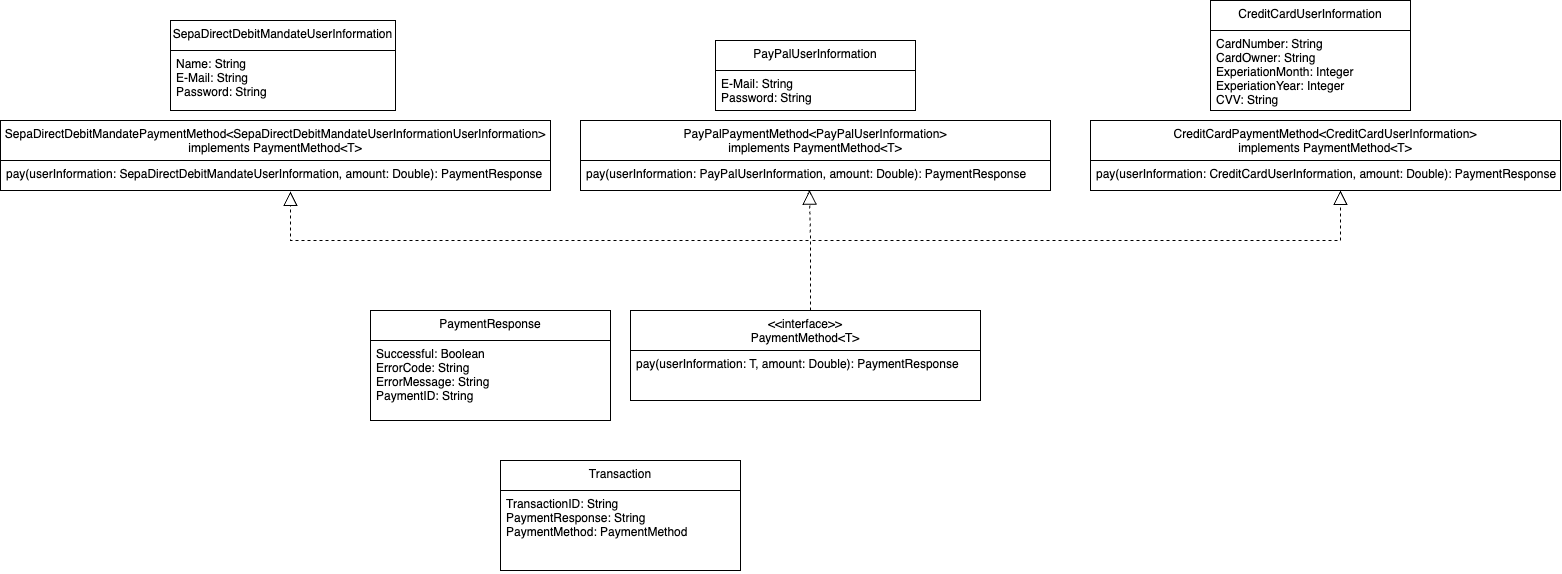 SepaDirectDebitMandateUserInformation
Name: String
E-Mail: String
Password: String
PayPalUserInformation
E-Mail: String
Password: String
CreditCardUserInformation
CardNumber: String
CardOwner: String
ExperiationMonth: Integer
ExperiationYear: Integer
CVV: String
SepaDirectDebitMandatePaymentMethod<SepaDirectDebitMandateUserInformationUserInformation>
implements PaymentMethod<T>
pay(userInformation: SepaDirectDebitMandateUserInformation, amount: Double): PaymentResponse
PayPalPaymentMethod<PayPalUserInformation>
implements PaymentMethod<T>
pay(userInformation: PayPalUserInformation, amount: Double): PaymentResponse
CreditCardPaymentMethod<CreditCardUserInformation>
implements PaymentMethod<T>
pay(userInformation: CreditCardUserInformation, amount: Double): PaymentResponse
PaymentResponse
Successful: Boolean
ErrorCode: String
ErrorMessage: String
PaymentID: String
<<interface>>
PaymentMethod<T>
pay(userInformation: T, amount: Double): PaymentResponse
Transaction
TransactionID: String
PaymentResponse: String
PaymentMethod: PaymentMethod